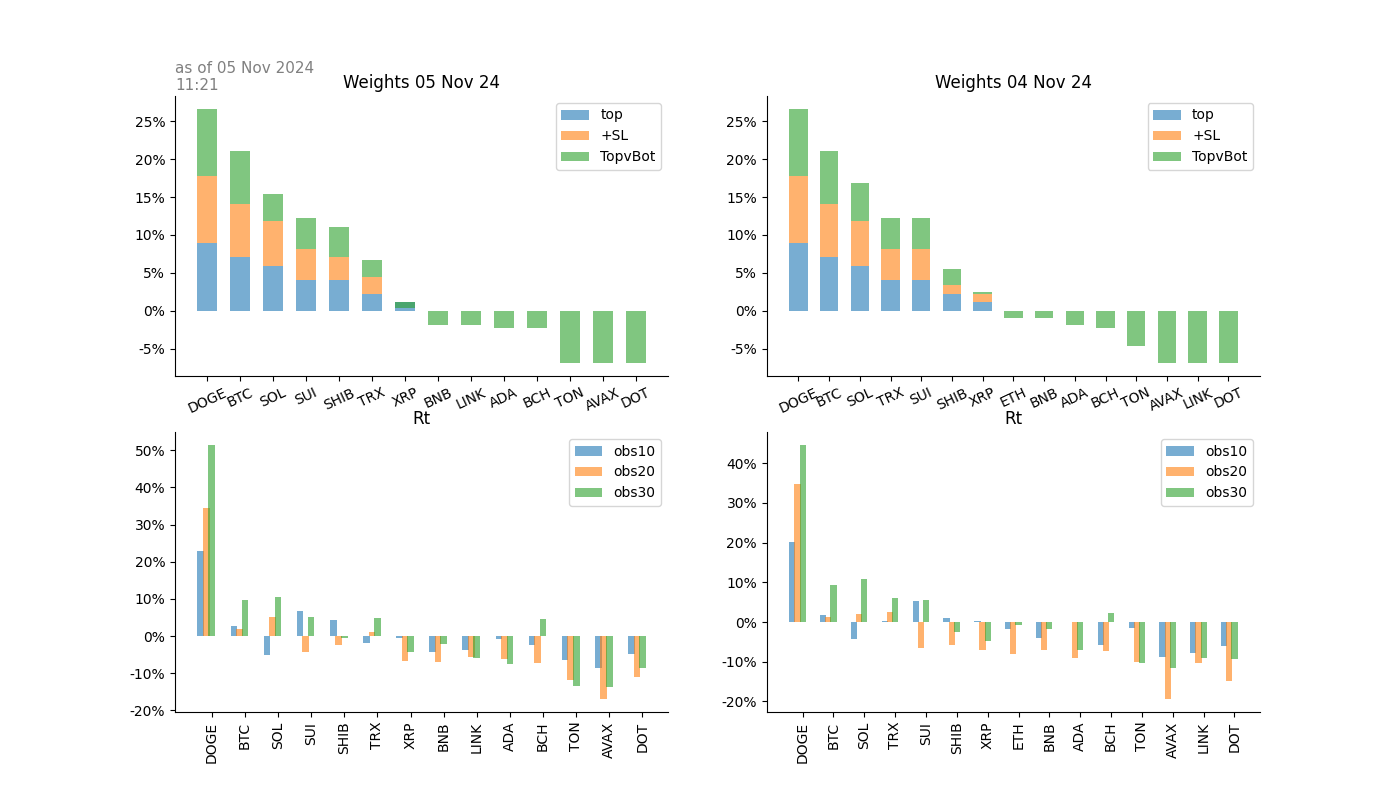 as of 05 Nov 2024
11:21
Weights 05 Nov 24
25%
20%
15%
10%
5%
0%
-5%
top
+SL
TopvBot
DOGE BTC SOL SUI SHIB TRX XRP BNB LINK ADA BCH TON AVAX DOT
Weights 04 Nov 24
25%
20%
15%
10%
5%
0%
-5%
top
+SL
TopvBot
DOGE BTC SOL TRX SUI SHIB XRP ETH BNB ADA BCH TON AVAX LINK DOT
Rt
50%
40%
30%
20%
10%
0%
-10%
-20%
obs10
obs20
obs30
DOGE BTC SOL SUI SHIB TRX XRP BNB LINK ADA BCH TON AVAX DOT
Rt
40%
30%
20%
10%
0%
-10%
-20%
obs10
obs20
obs30
DOGE BTC SOL TRX SUI SHIB XRP ETH BNB ADA BCH TON AVAX LINK DOT